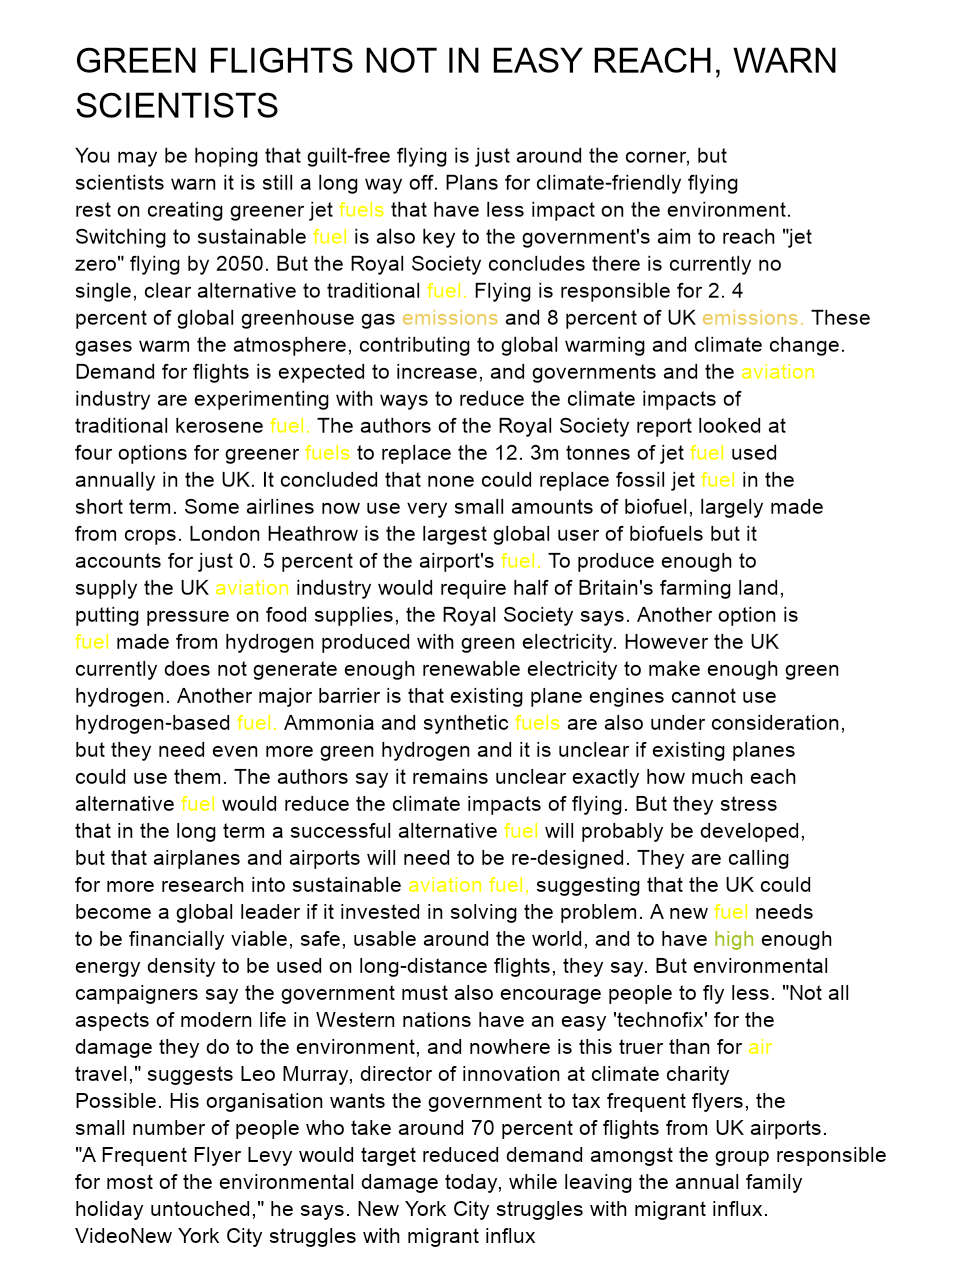 GREEN FLIGHTS NOT IN EASY REACH, WARN
SCIENTISTS
You may be hoping that guilt-free flying is just around the corner, but
scientists warn it is still a long way off. Plans for climate-friendly flying
rest on creating greener jet fuels that have less impact on the environment.
Switching to sustainable fuel is also key to the government's aim to reach "jet
zero" flying by 2050. But the Royal Society concludes there is currently no
single, clear alternative to traditional fuel. Flying is responsible for 2. 4
percent of global greenhouse gas emissions and 8 percent of UK emissions. These
gases warm the atmosphere, contributing to global warming and climate change.
Demand for flights is expected to increase, and governments and the aviation
industry are experimenting with ways to reduce the climate impacts of
traditional kerosene fuel. The authors of the Royal Society report looked at
four options for greener fuels to replace the 12. 3m tonnes of jet fuel used
annually in the UK. It concluded that none could replace fossil jet fuel in the
short term. Some airlines now use very small amounts of biofuel, largely made
from crops. London Heathrow is the largest global user of biofuels but it
accounts for just 0. 5 percent of the airport's fuel. To produce enough to
supply the UK aviation industry would require half of Britain's farming land,
putting pressure on food supplies, the Royal Society says. Another option is
fuel made from hydrogen produced with green electricity. However the UK
currently does not generate enough renewable electricity to make enough green
hydrogen. Another major barrier is that existing plane engines cannot use
hydrogen-based fuel. Ammonia and synthetic fuels are also under consideration,
but they need even more green hydrogen and it is unclear if existing planes
could use them. The authors say it remains unclear exactly how much each
alternative fuel would reduce the climate impacts of flying. But they stress
that in the long term a successful alternative fuel will probably be developed,
but that airplanes and airports will need to be re-designed. They are calling
for more research into sustainable aviation fuel, suggesting that the UK could
become a global leader if it invested in solving the problem. A new fuel needs
to be financially viable, safe, usable around the world, and to have high enough
energy density to be used on long-distance flights, they say. But environmental
campaigners say the government must also encourage people to fly less. "Not all
aspects of modern life in Western nations have an easy 'technofix' for the
damage they do to the environment, and nowhere is this truer than for air
travel," suggests Leo Murray, director of innovation at climate charity
Possible. His organisation wants the government to tax frequent flyers, the
small number of people who take around 70 percent of flights from UK airports.
"A Frequent Flyer Levy would target reduced demand amongst the group responsible
for most of the environmental damage today, while leaving the annual family
holiday untouched," he says. New York City struggles with migrant influx.
VideoNew York City struggles with migrant influx